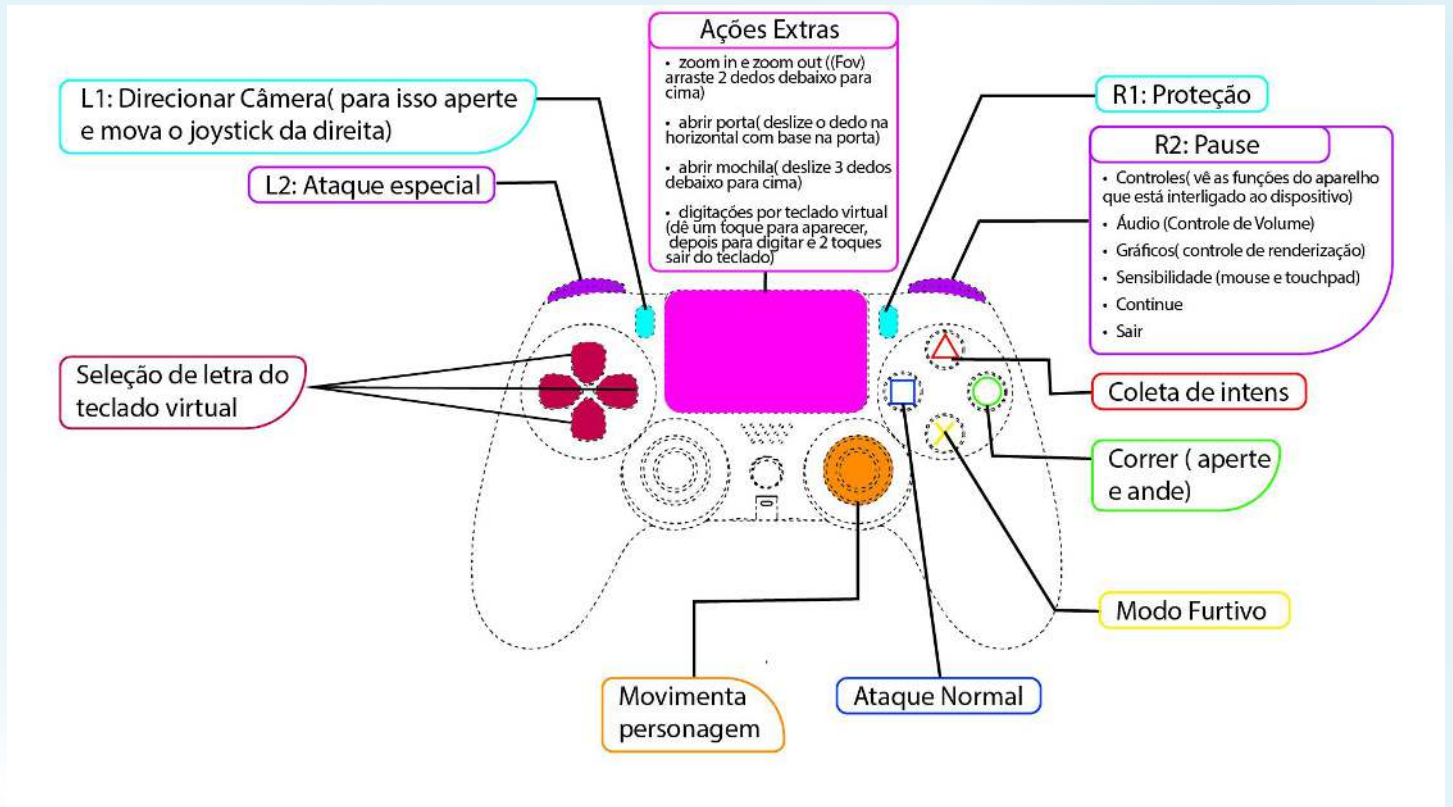 Ações Extras
• zoom in e zoom out ((Fov)
arraste 2 dedos debaixo para
cima)
• abrir porta( deslize o dedo na
horizontal com base na porta)
• abrir mochila( deslize 3 dedos
debaixo para cima)
• digitações por teclado virtual
(dê um toque para aparecer,
depois para digitar e 2 toques
sair do teclado)
L1: Direcionar Câmera( para isso aperte
e mova o joystick da direita)
L2: Ataque especial
R1: Proteção
R2: Pause
• Controles( vê as funções do aparelho
que está interligado ao dispositivo)
• Áudio (Controle de Volume)
• Gráficos( controle de renderização)
• Sensibilidade (mouse e touchpad)
• Continue
• Sair
Seleção de letra do
teclado virtual
Coleta de intens
Correr ( aperte
e ande)
Modo Furtivo
Movimenta
personagem
Ataque Normal